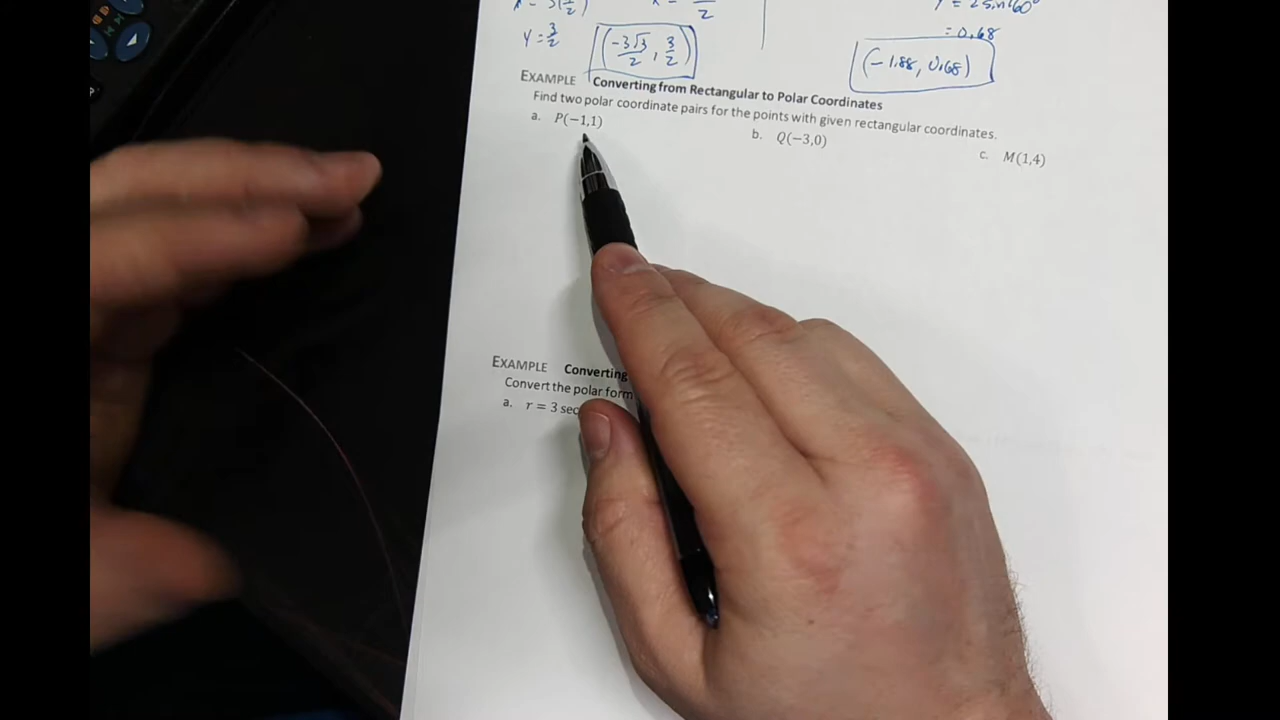 2
= 0.68
y = 3/2
(-3√3/2, 3/2)
(-1.88, 0.68)
EXAMPLE Converting from Rectangular to Polar Coordinates
Find two polar coordinate pairs for the points with given rectangular coordinates.
a. P(−1,1) b. Q(−3,0) c. M(1,4)
EXAMPLE Converting
Convert the polar form
a. r = 3 sec